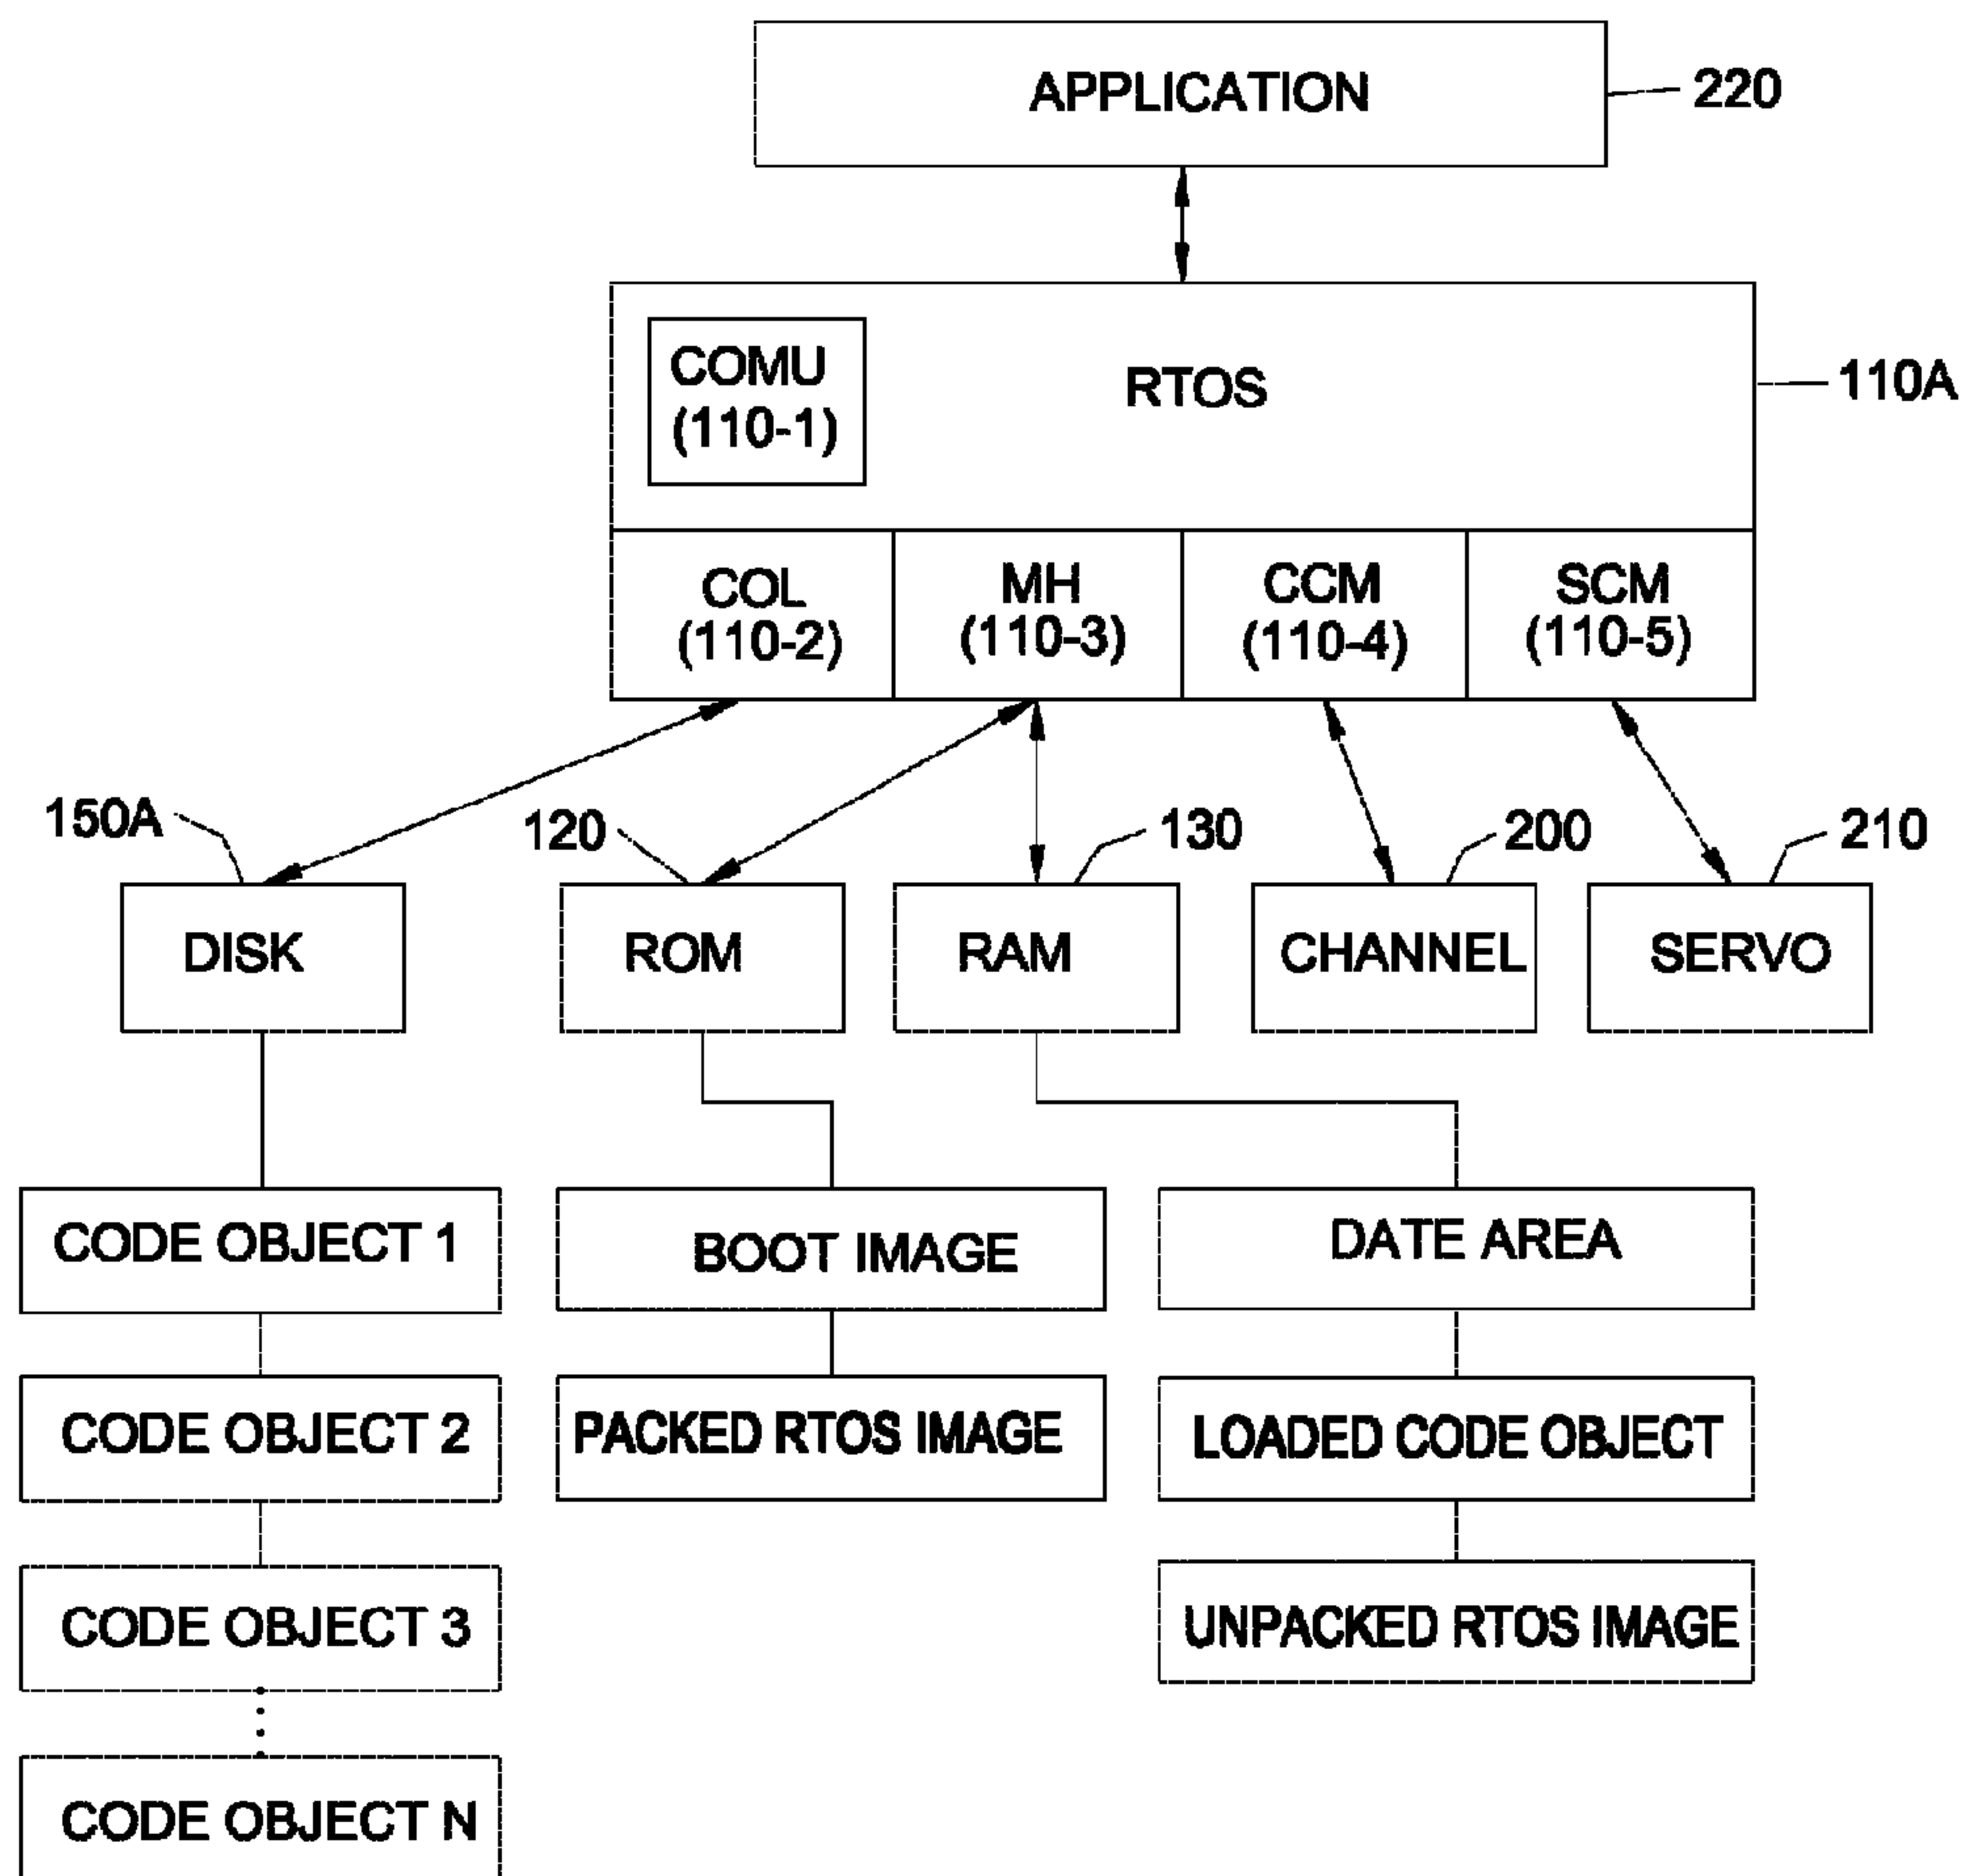 APPLICATION
220
COMU
(110-1)
RTOS
110A
COL
(110-2)
MH
(110-3)
CCM
(110-4)
SCM
(110-5)
150A
120
130
200
210
DISK
ROM
RAM
CHANNEL
SERVO
CODE OBJECT 1
BOOT IMAGE
DATE AREA
CODE OBJECT 2
PACKED RTOS IMAGE
LOADED CODE OBJECT
CODE OBJECT 3
UNPACKED RTOS IMAGE
CODE OBJECT N